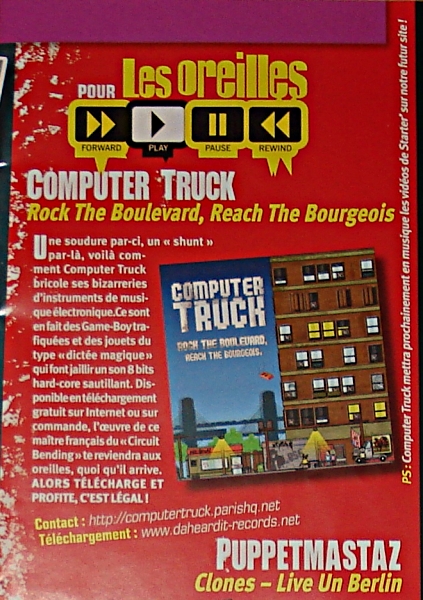 POUR Les oreilles
FORWARD PLAY PAUSE REWIND
COMPUTER TRUCK
Rock The Boulevard, Reach The Bourgeois
Une soudure par-ci, un « shunt »
par-là, voilà com-
ment Computer Truck
bricole ses bizarreries
d'instruments de musi-
que électronique. Ce sont
en fait des Game-Boy tra-
fiquées et des jouets du
type « dictée magique »
qui font jaillir un son 8 bits
hard-core sautillant. Dis-
ponible en téléchargement
gratuit sur Internet ou sur
commande, l'œuvre de ce
maître français du « Circuit
Bending » te reviendra aux
oreilles, quoi qu'il arrive.
ALORS TÉLÉCHARGE ET
PROFITE, C'EST LÉGAL !
COMPUTER
TRUCK
ROCK THE BOULEVARD,
REACH THE BOURGEOIS.
Contact : http://computertruck.parishq.net
Téléchargement : www.daheardit-records.net
PUPPETMASTAZ
Clones – Live Un Berlin
PS : Computer Truck mettra prochainement en musique les vidéos de Starter' sur notre futur site !